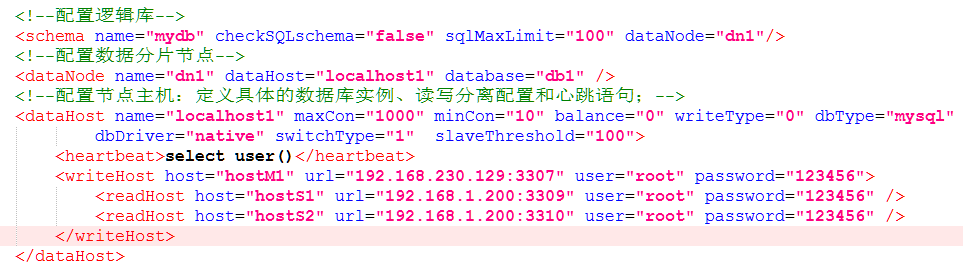 <!--配置逻辑库-->
<schema name="mydb" checkSQLschema="false" sqlMaxLimit="100" dataNode="dn1"/>
<!--配置数据分片节点-->
<dataNode name="dn1" dataHost="localhost1" database="db1" />
<!--配置节点主机：定义具体的数据库实例、读写分离配置和心跳语句；-->
<dataHost name="localhost1" maxCon="1000" minCon="10" balance="0" writeType="0" dbType="mysql"
dbDriver="native" switchType="1"  slaveThreshold="100">
<heartbeat>select user()</heartbeat>
<writeHost host="hostM1" url="192.168.230.129:3307" user="root" password="123456">
<readHost host="hostS1" url="192.168.1.200:3309" user="root" password="123456" />
<readHost host="hostS2" url="192.168.1.200:3310" user="root" password="123456" />
</writeHost>
</dataHost>